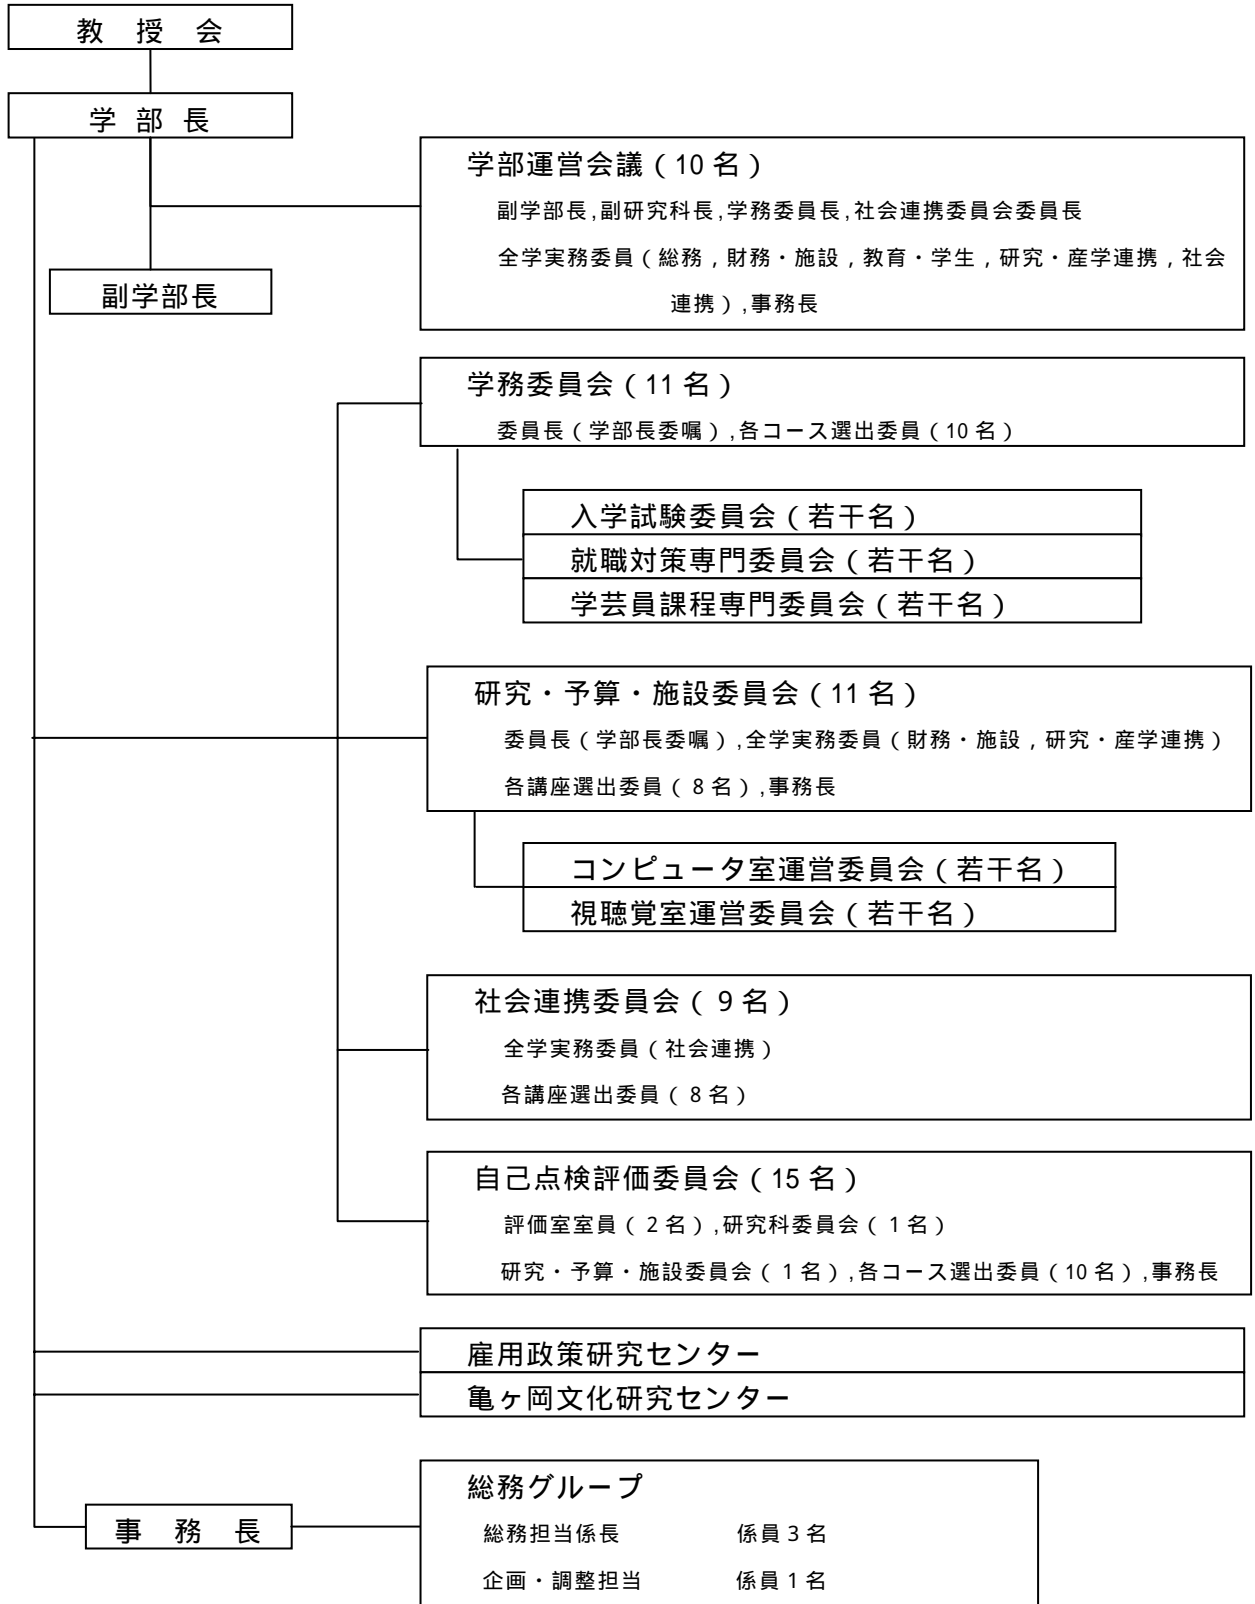 教　授　会
学 部 長
学部運営会議（10名）
副学部長,副研究科長,学務委員長,社会連携委員会委員長
全学実務委員（総務，財務・施設，教育・学生，研究・産学連携，社会
連携）,事務長
副学部長
学務委員会（11名）
委員長（学部長委嘱）,各コース選出委員（10名）
入学試験委員会（若干名）
就職対策専門委員会（若干名）
学芸員課程専門委員会（若干名）
研究・予算・施設委員会（11名）
委員長（学部長委嘱）,全学実務委員（財務・施設，研究・産学連携）
各講座選出委員（８名）,事務長
コンピュータ室運営委員会（若干名）
視聴覚室運営委員会（若干名）
社会連携委員会（９名）
全学実務委員（社会連携）
各講座選出委員（８名）
自己点検評価委員会（15名）
評価室室員（２名）,研究科委員会（１名）
研究・予算・施設委員会（１名）,各コース選出委員（10名）,事務長
雇用政策研究センター
亀ヶ岡文化研究センター
総務グループ
総務担当係長　係員３名
企画・調整担当　係員１名
事　務　長